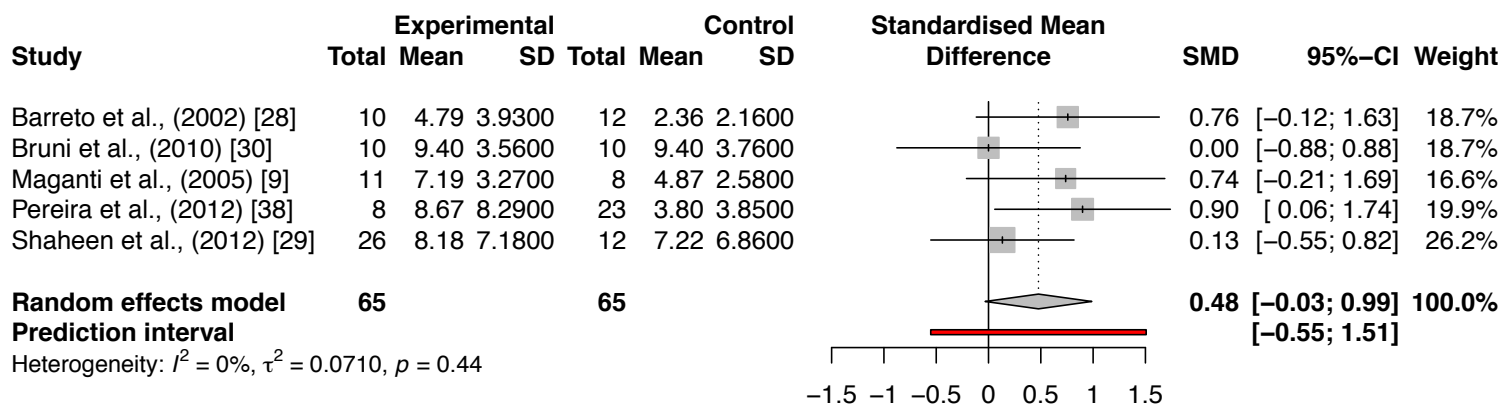 Experimental Control Standardised Mean
Study Total Mean SD Total Mean SD Difference SMD 95%−CI Weight
Barreto et al., (2002) [28] 10 4.79 3.9300 12 2.36 2.1600 0.76 [−0.12; 1.63] 18.7%
Bruni et al., (2010) [30] 10 9.40 3.5600 10 9.40 3.7600 0.00 [−0.88; 0.88] 18.7%
Maganti et al., (2005) [9] 11 7.19 3.2700 8 4.87 2.5800 0.74 [−0.21; 1.69] 16.6%
Pereira et al., (2012) [38] 8 8.67 8.2900 23 3.80 3.8500 0.90 [ 0.06; 1.74] 19.9%
Shaheen et al., (2012) [29] 26 8.18 7.1800 12 7.22 6.8600 0.13 [−0.55; 0.82] 26.2%
Random effects model 65 65 0.48 [−0.03; 0.99] 100.0%
Prediction interval [−0.55; 1.51]
Heterogeneity: I² = 0%, τ² = 0.0710, p = 0.44
−1.5 −1 −0.5 0 0.5 1 1.5